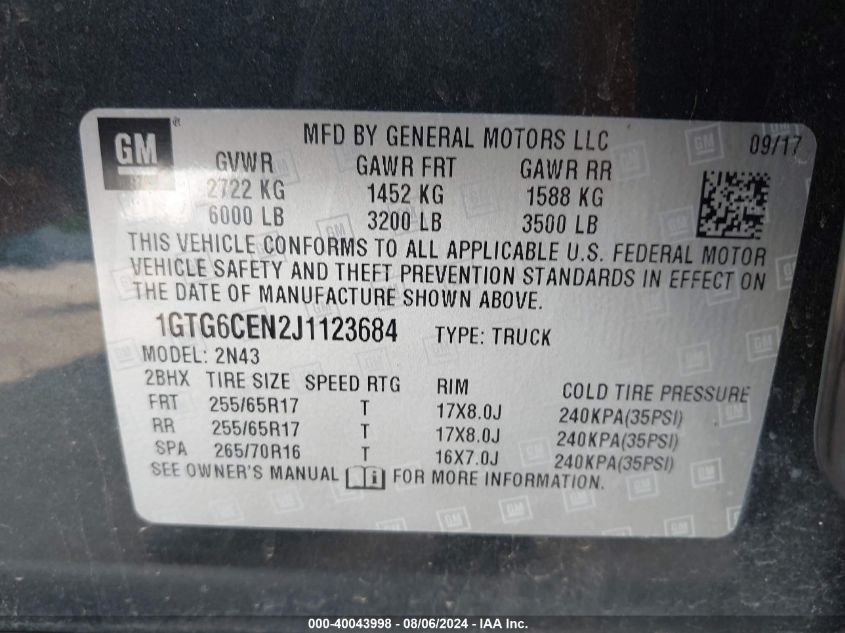 GM
MFD BY GENERAL MOTORS LLC
09/17
GVWR GAWR FRT GAWR RR
2722 KG 1452 KG 1588 KG
6000 LB 3200 LB 3500 LB
THIS VEHICLE CONFORMS TO ALL APPLICABLE U.S. FEDERAL MOTOR
VEHICLE SAFETY AND THEFT PREVENTION STANDARDS IN EFFECT ON
THE DATE OF MANUFACTURE SHOWN ABOVE.
1GTG6CEN2J1123684 TYPE: TRUCK
MODEL: 2N43
2BHX TIRE SIZE SPEED RTG RIM COLD TIRE PRESSURE
FRT 255/65R17 T 17X8.0J 240KPA(35PSI)
RR 255/65R17 T 17X8.0J 240KPA(35PSI)
SPA 265/70R16 T 16X7.0J 240KPA(35PSI)
SEE OWNER'S MANUAL i FOR MORE INFORMATION.
000-40043998 - 08/06/2024 - IAA Inc.